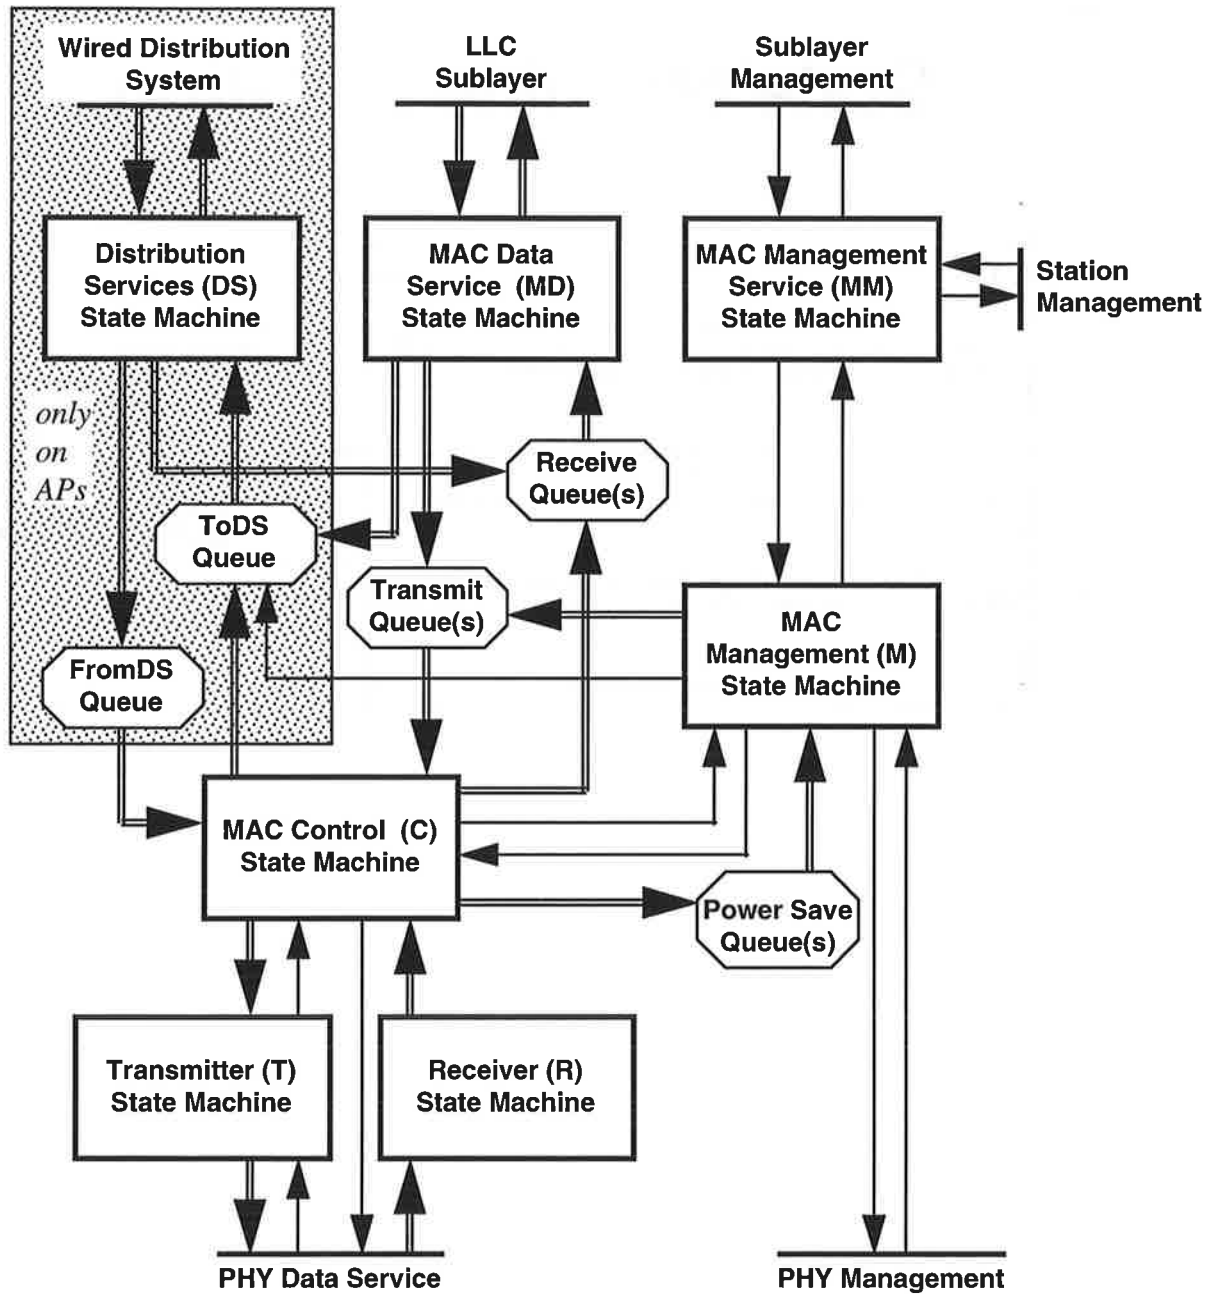 Wired Distribution
System
LLC
Sublayer
Sublayer
Management
Distribution
Services (DS)
State Machine
MAC Data
Service (MD)
State Machine
MAC Management
Service (MM)
State Machine
Station
Management
only
on
APs
Receive
Queue(s)
ToDS
Queue
Transmit
Queue(s)
MAC
Management (M)
State Machine
FromDS
Queue
MAC Control (C)
State Machine
Power Save
Queue(s)
Transmitter (T)
State Machine
Receiver (R)
State Machine
PHY Data Service
PHY Management